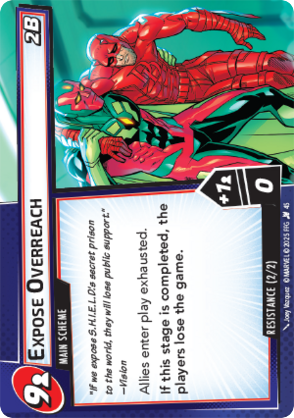 2B
EXPOSE OVERREACH
MAIN SCHEME
9
"If we expose S.H.I.E.L.D.'s secret prison
to the world, they will lose public support."
—Vision
Allies enter play exhausted.
If this stage is completed, the
players lose the game.
+1
0
RESISTANCE (2/2)
Joey Vazquez © MARVEL © 2025 FFG 45